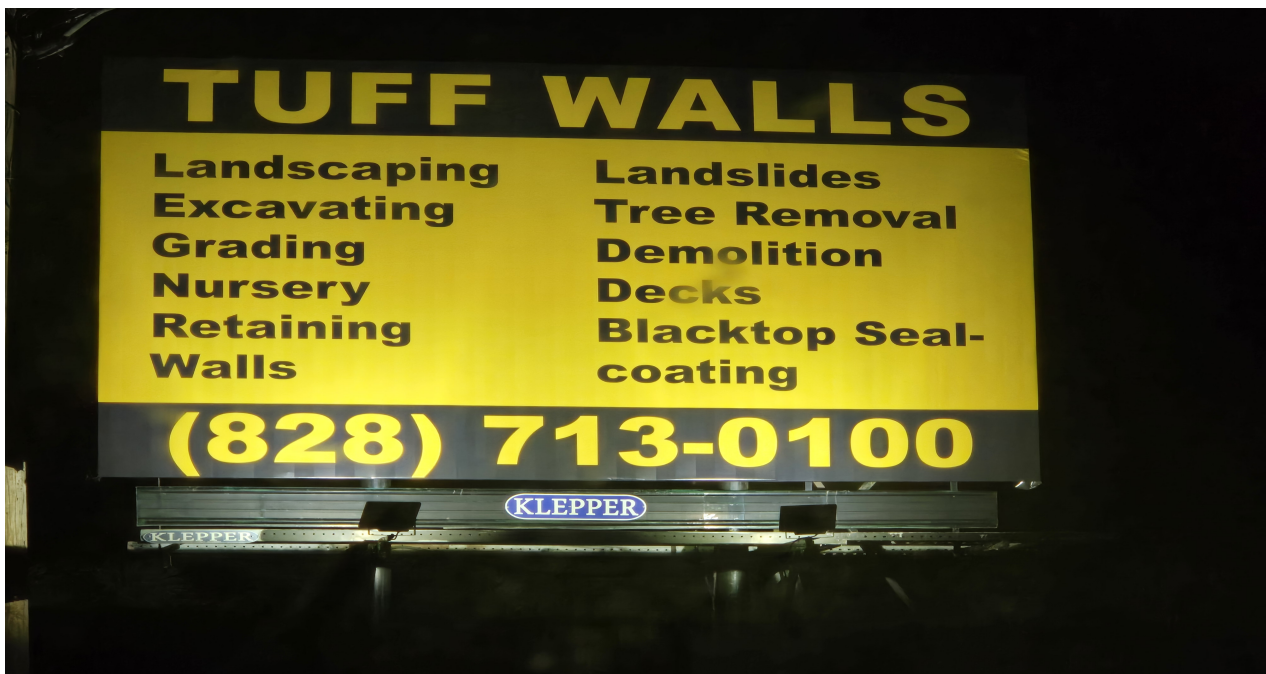 TUFF WALLS
Landscaping
Excavating
Grading
Nursery
Retaining
Walls
Landslides
Tree Removal
Demolition
Decks
Blacktop Seal-
coating
(828) 713-0100
KLEPPER
KLEPPER